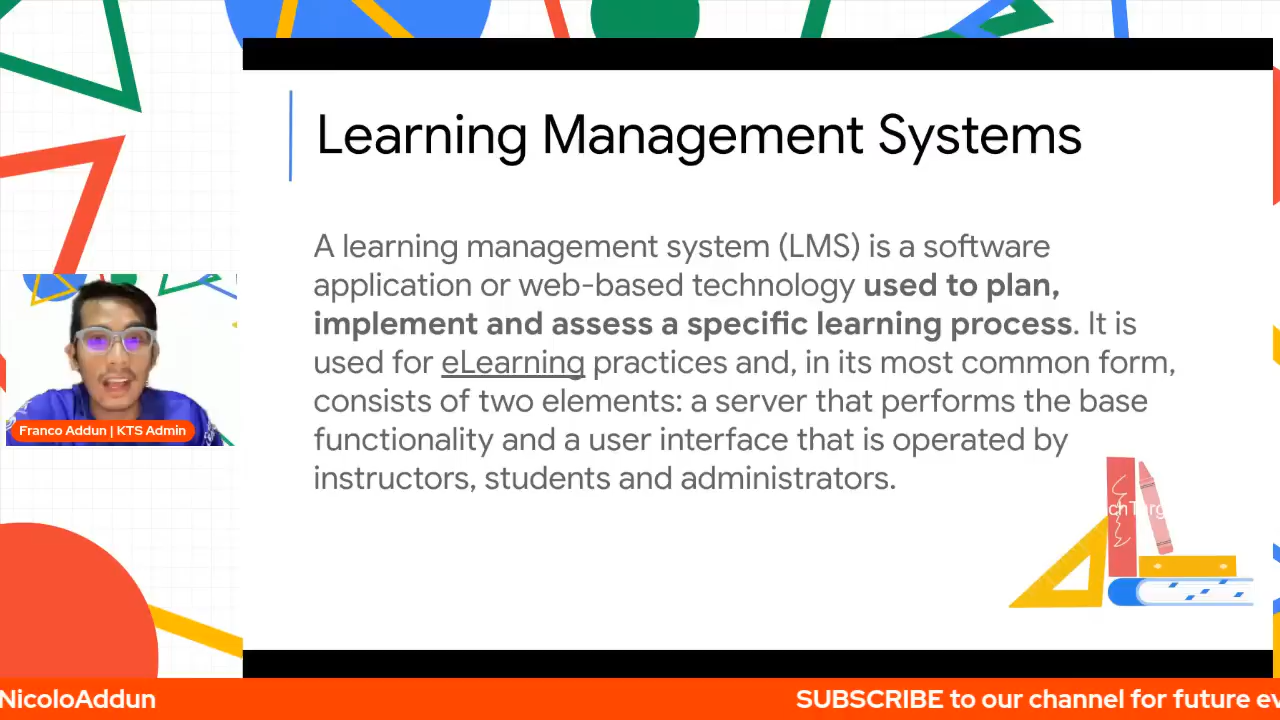 Learning Management Systems
A learning management system (LMS) is a software
application or web-based technology used to plan,
implement and assess a specific learning process. It is
used for eLearning practices and, in its most common form,
consists of two elements: a server that performs the base
functionality and a user interface that is operated by
instructors, students and administrators.
Franco Addun | KTS Admin
NicoloAddun
SUBSCRIBE to our channel for future